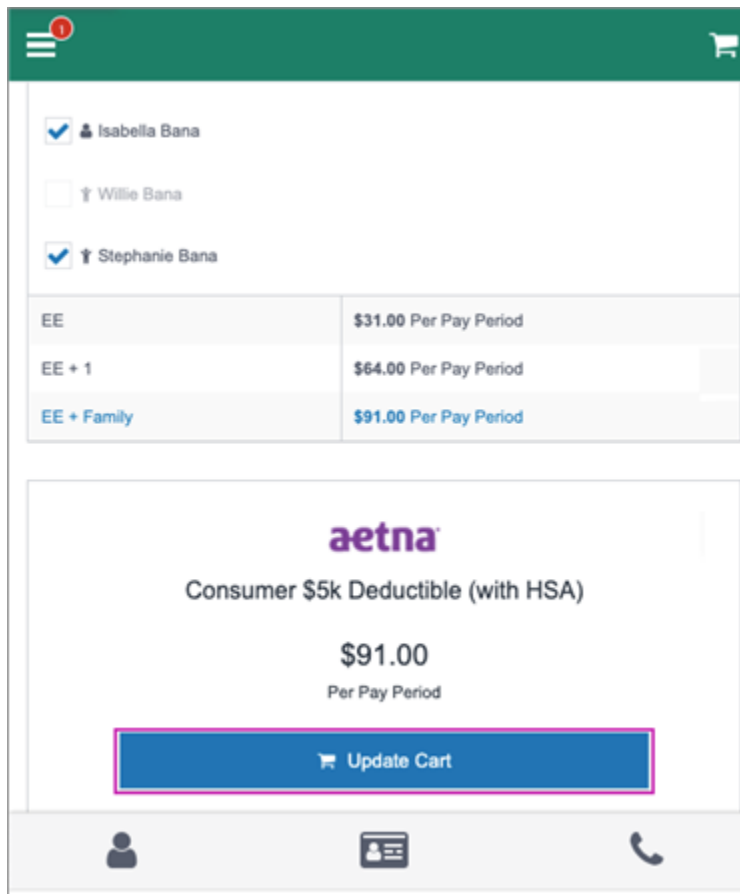 1
Isabella Bana
Willie Bana
Stephanie Bana
EE $31.00 Per Pay Period
EE + 1 $64.00 Per Pay Period
EE + Family $91.00 Per Pay Period
aetna
Consumer $5k Deductible (with HSA)
$91.00
Per Pay Period
Update Cart